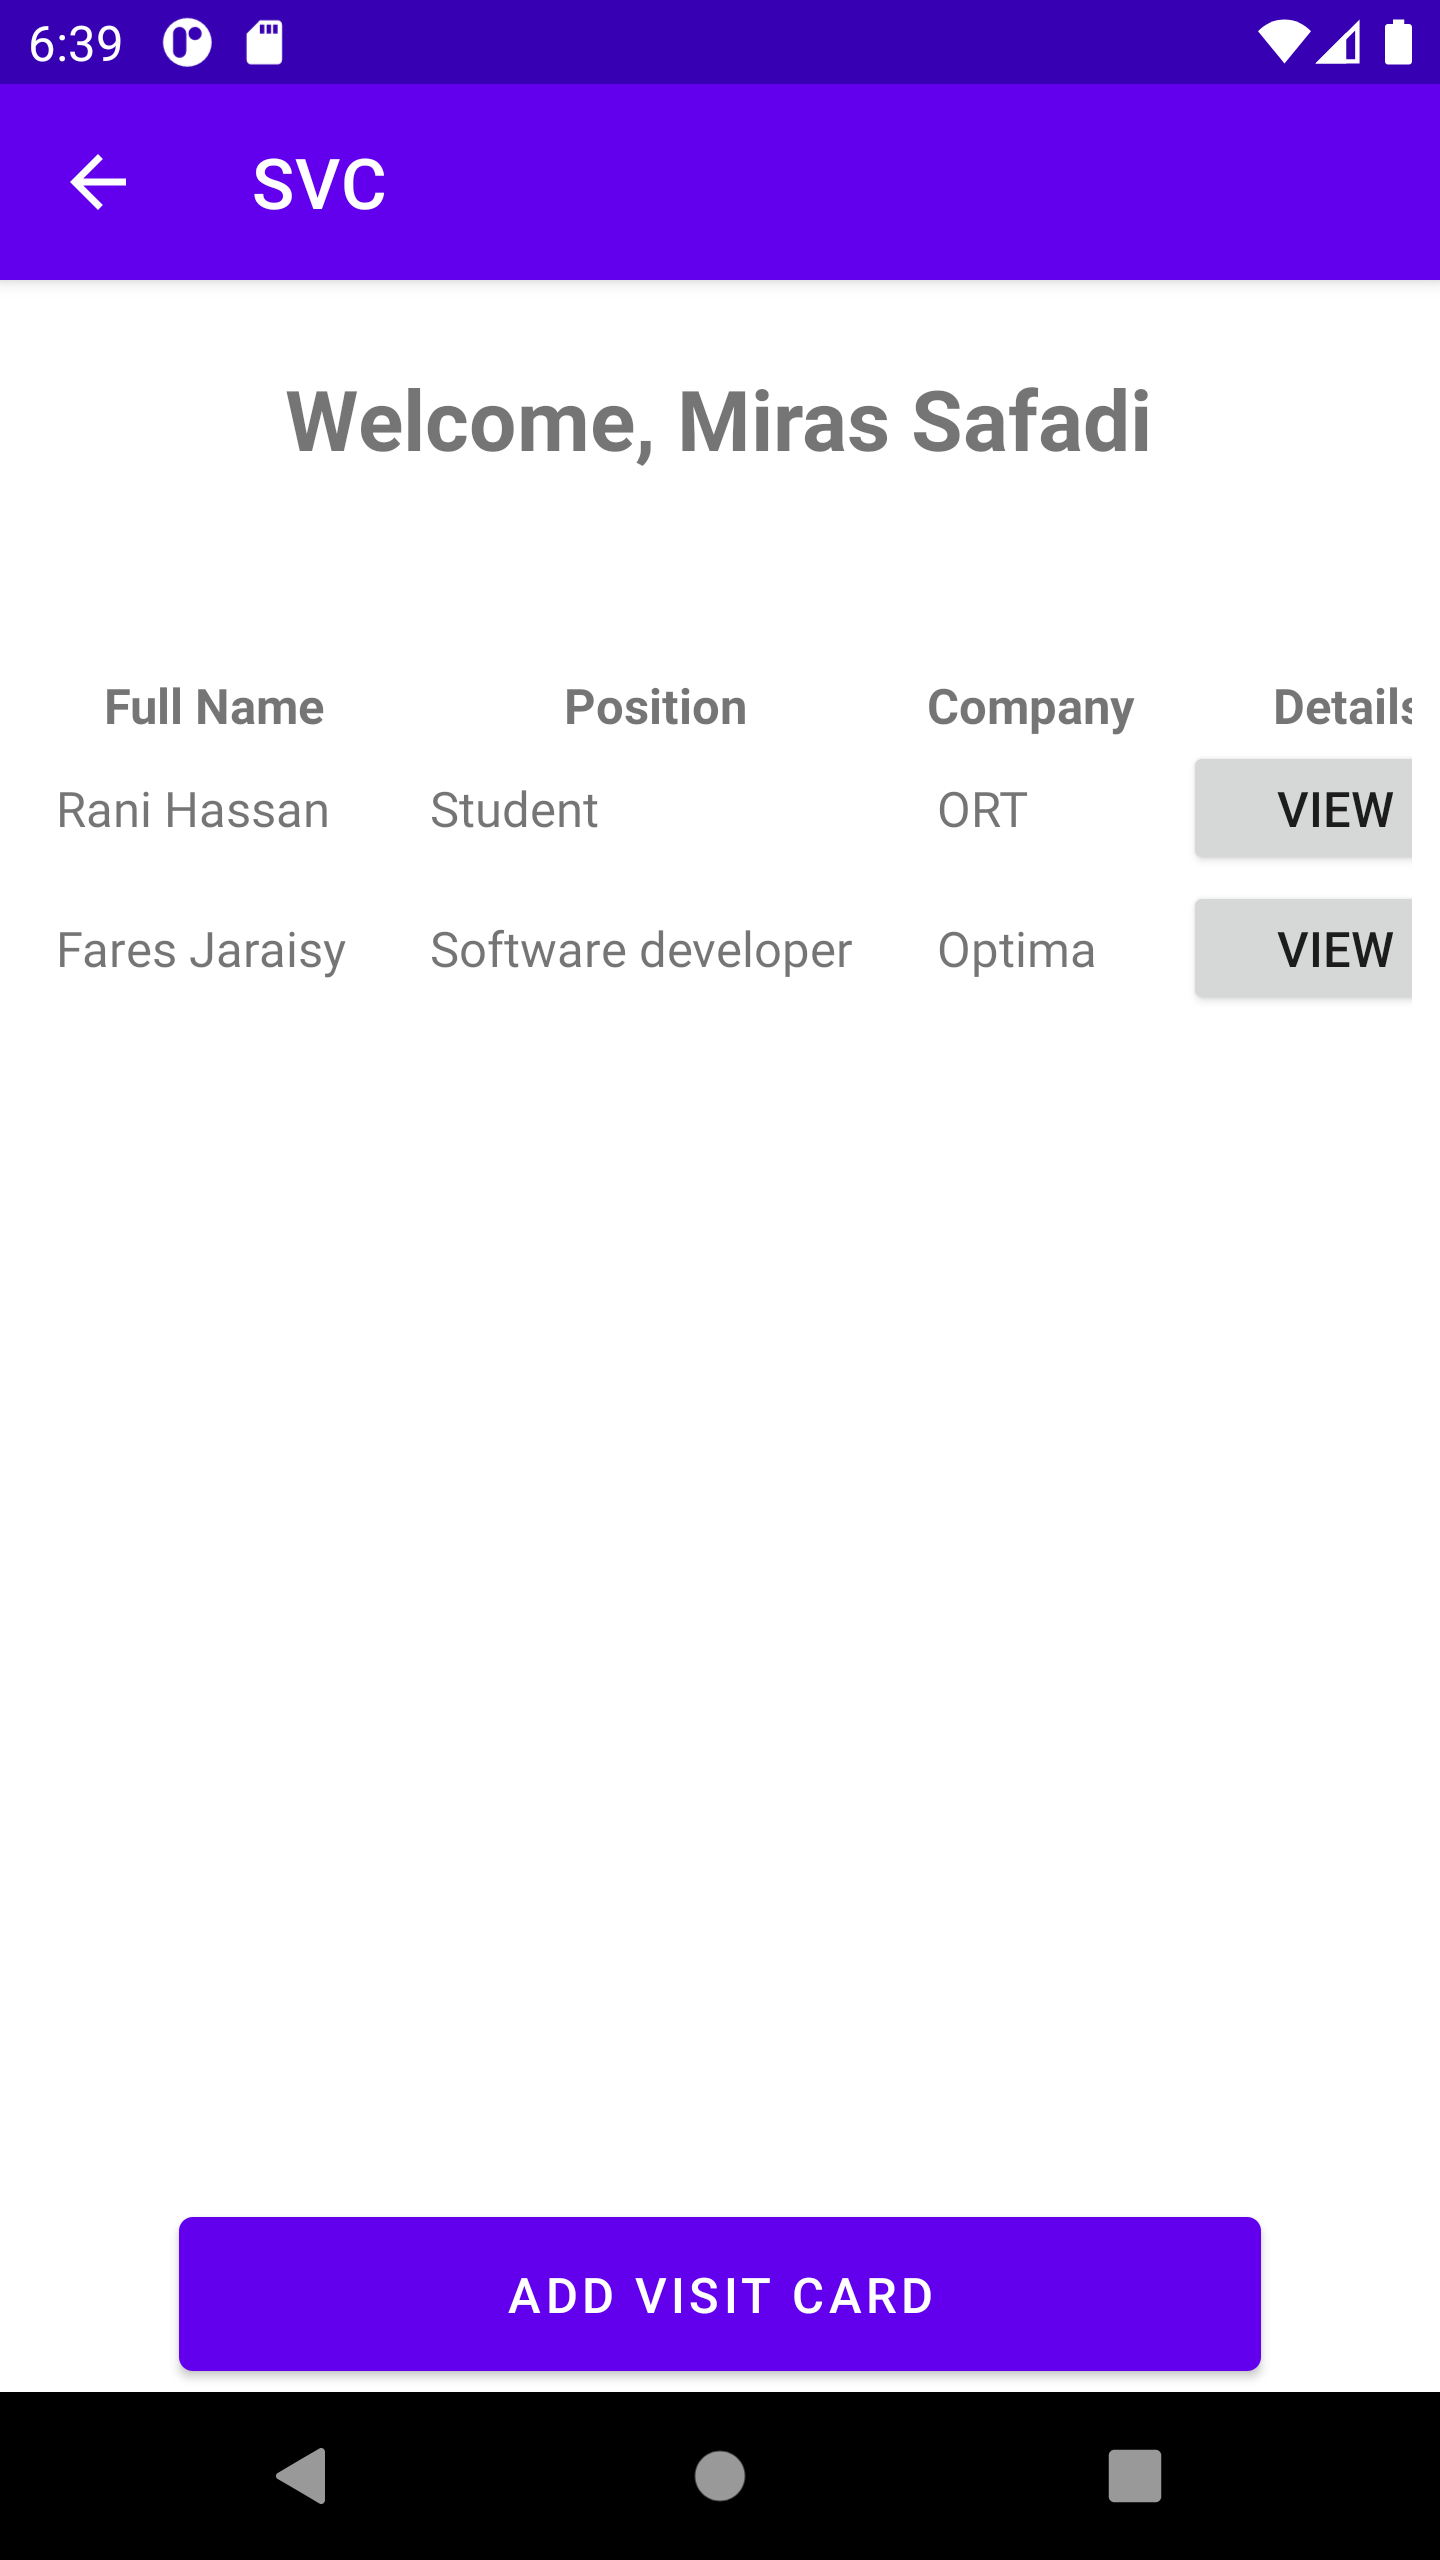 6:39
SVC
Welcome, Miras Safadi
Full Name Position Company Details
Rani Hassan Student ORT VIEW
Fares Jaraisy Software developer Optima VIEW
ADD VISIT CARD